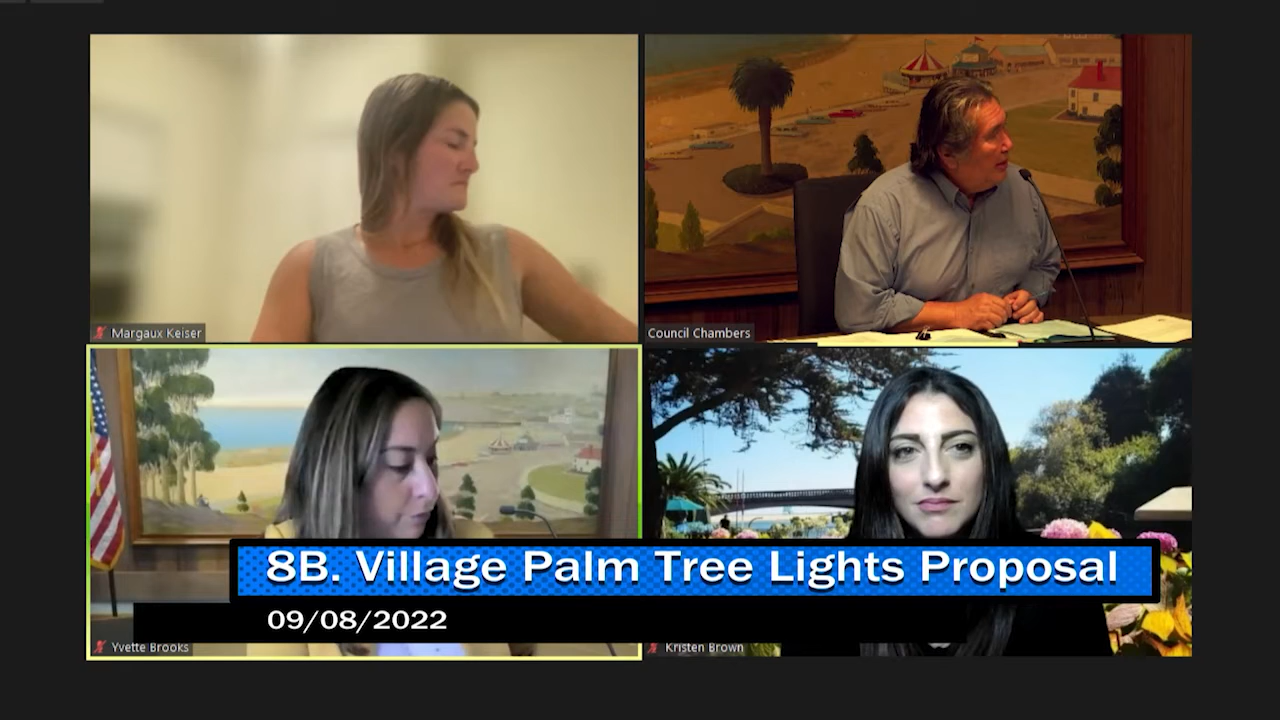 Margaux Keiser
Council Chambers
8B. Village Palm Tree Lights Proposal
09/08/2022
Yvette Brooks
Kristen Brown